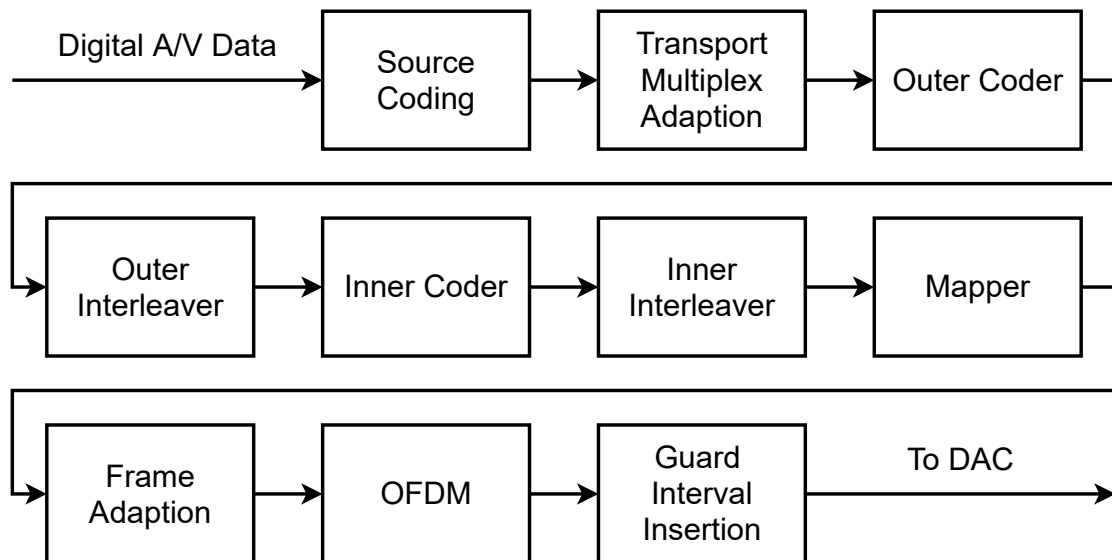 Digital A/V Data
Source
Coding
Transport
Multiplex
Adaption
Outer Coder
Outer
Interleaver
Inner Coder
Inner
Interleaver
Mapper
Frame
Adaption
OFDM
Guard
Interval
Insertion
To DAC